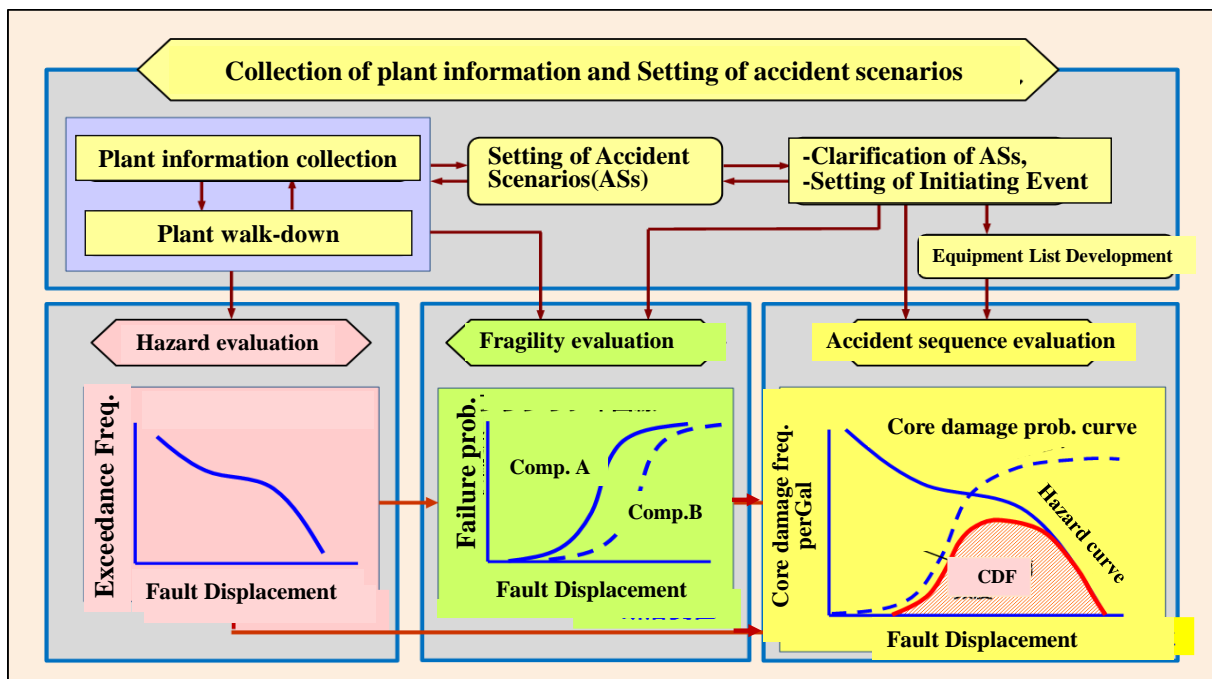 Collection of plant information and Setting of accident scenarios
Plant information collection
Plant walk-down
Setting of Accident
Scenarios(ASs)
-Clarification of ASs,
-Setting of Initiating Event
Equipment List Development
Hazard evaluation
Exceedance Freq.
Fault Displacement
Fragility evaluation
Failure prob.
Comp. A
Comp.B
Fault Displacement
Accident sequence evaluation
Core damage freq.
perGal
Core damage prob. curve
Hazard curve
CDF
Fault Displacement